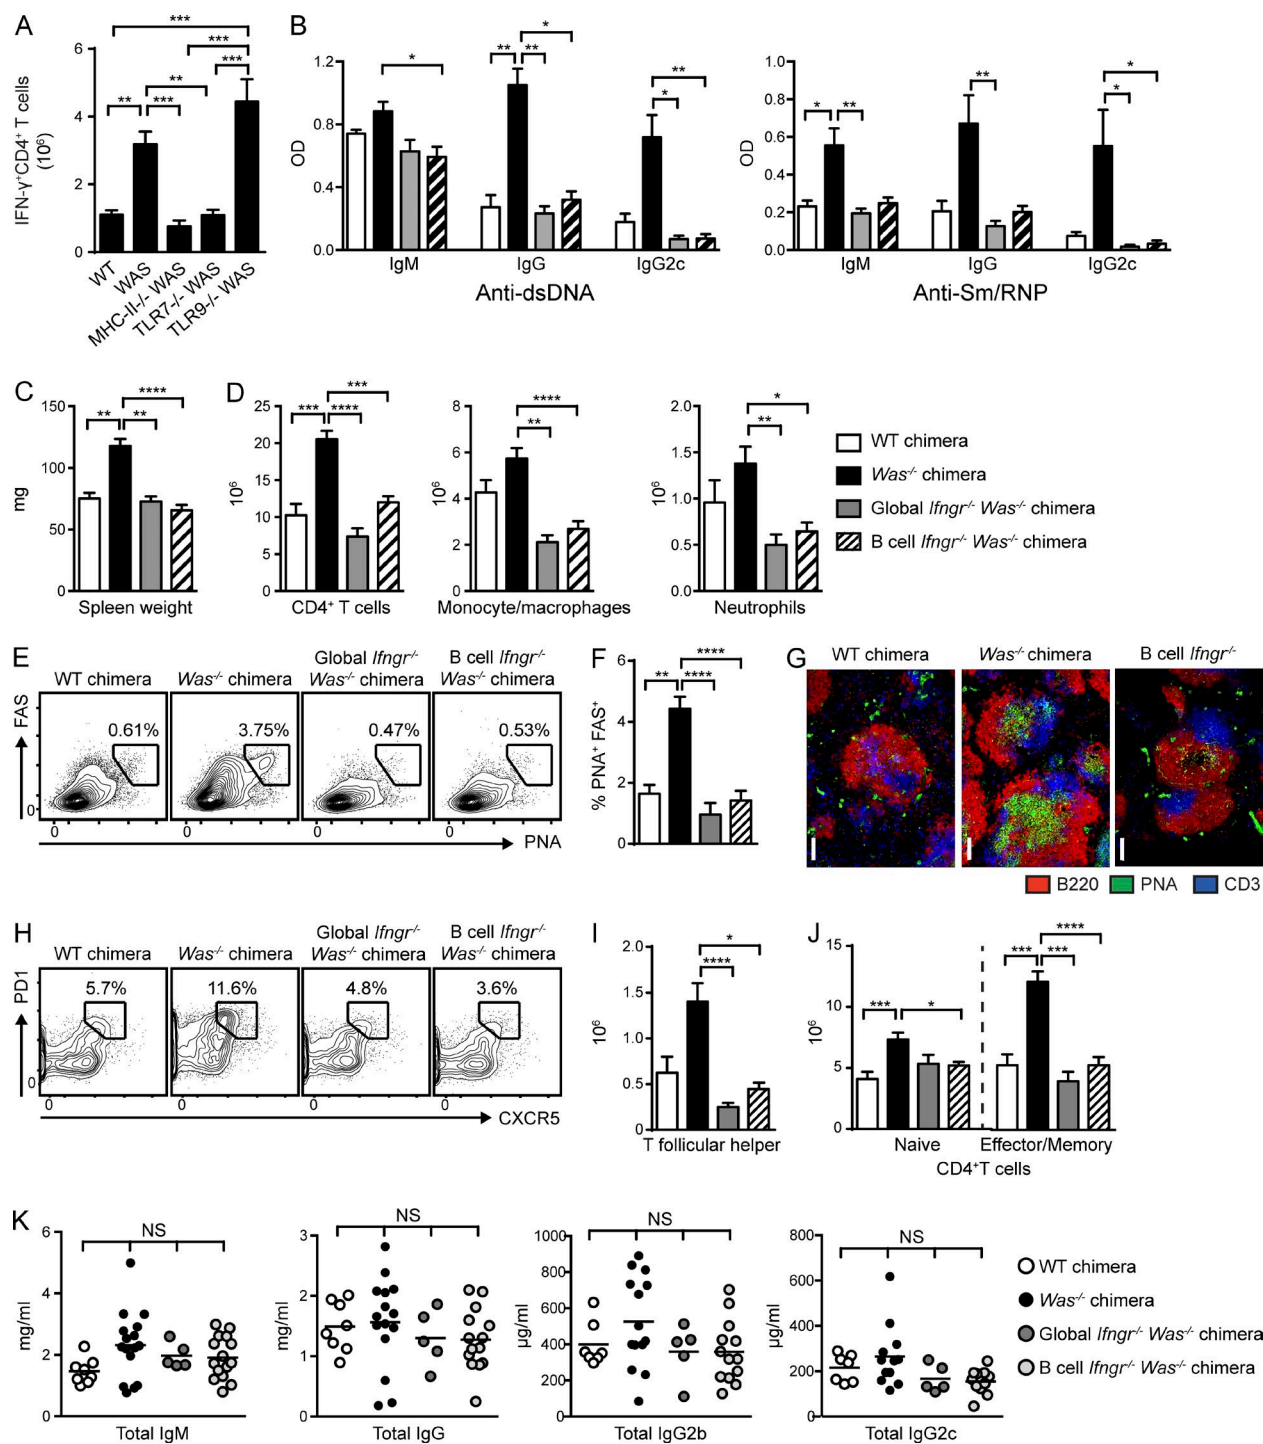 A
IFN-γ⁺CD4⁺ T cells
(10⁶)
6
4
2
0
***
***
**
***
**
***
WT
WAS
MHC-II-/- WAS
TLR7-/- WAS
TLR9-/- WAS
B
OD
1.2
0.8
0.4
0.0
*
** ** *
**
*
IgM IgG IgG2c
Anti-dsDNA
OD
1.0
0.8
0.6
0.4
0.2
0.0
* **
**
*
*
IgM IgG IgG2c
Anti-Sm/RNP
C
mg
150
100
50
0
****
** **
Spleen weight
D
10⁶
25
20
15
10
5
0
***
*** ****
CD4⁺ T cells
10⁶
8
6
4
2
0
****
**
Monocyte/macrophages
10⁶
2.0
1.5
1.0
0.5
0.0
*
**
Neutrophils
WT chimera
Was⁻/⁻ chimera
Global Ifngr⁻/⁻ Was⁻/⁻ chimera
B cell Ifngr⁻/⁻ Was⁻/⁻ chimera
E
WT chimera
Was⁻/⁻ chimera
Global Ifngr⁻/⁻
Was⁻/⁻ chimera
B cell Ifngr⁻/⁻
Was⁻/⁻ chimera
FAS
0
0.61%
3.75%
0.47%
0.53%
0 0 0 0
PNA
F
% PNA⁺ FAS⁺
6
4
2
0
****
** ****
G
WT chimera
Was⁻/⁻ chimera
B cell Ifngr⁻/⁻
B220 PNA CD3
H
WT chimera
Was⁻/⁻ chimera
Global Ifngr⁻/⁻
Was⁻/⁻ chimera
B cell Ifngr⁻/⁻
Was⁻/⁻ chimera
PD1
0
5.7%
11.6%
4.8%
3.6%
0 0 0 0
CXCR5
I
10⁶
2.0
1.5
1.0
0.5
0
*
****
T follicular helper
J
10⁶
15
10
5
0
*** *
****
*** ***
Naive Effector/Memory
CD4⁺T cells
K
mg/ml
6
4
2
0
NS
Total IgM
mg/ml
3
2
1
0
NS
Total IgG
µg/ml
1000
800
600
400
200
0
NS
Total IgG2b
µg/ml
800
600
400
200
0
NS
Total IgG2c
WT chimera
Was⁻/⁻ chimera
Global Ifngr⁻/⁻ Was⁻/⁻ chimera
B cell Ifngr⁻/⁻ Was⁻/⁻ chimera